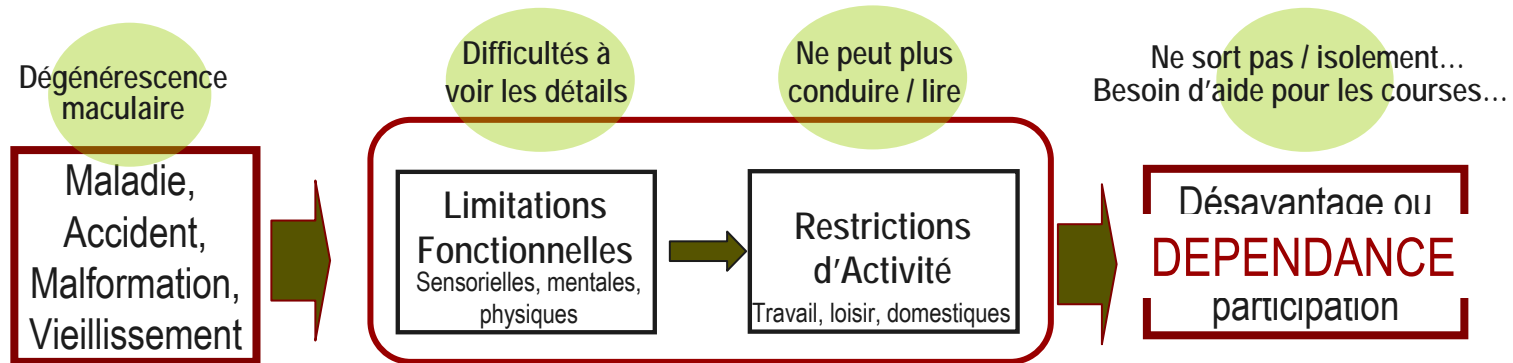 Dégénérescence
maculaire
Difficultés à
voir les détails
Ne peut plus
conduire / lire
Ne sort pas / isolement…
Besoin d'aide pour les courses…
Maladie,
Accident,
Malformation,
Vieillissement
Limitations
Fonctionnelles
Sensorielles, mentales,
physiques
Restrictions
d'Activité
Travail, loisir, domestiques
Désavantage ou
DEPENDANCE
participation